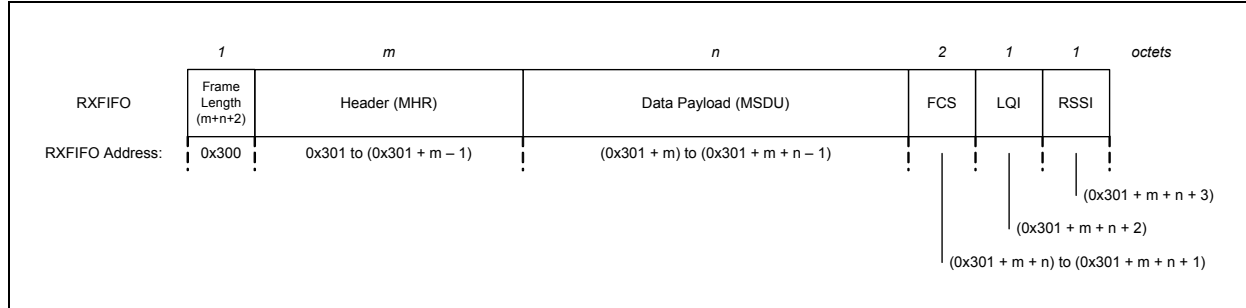 1 m n 2 1 1 octets
RXFIFO
Frame
Length
(m+n+2)
Header (MHR)
Data Payload (MSDU)
FCS
LQI
RSSI
RXFIFO Address:
0x300
0x301 to (0x301 + m – 1)
(0x301 + m) to (0x301 + m + n – 1)
(0x301 + m + n + 3)
(0x301 + m + n + 2)
(0x301 + m + n) to (0x301 + m + n + 1)